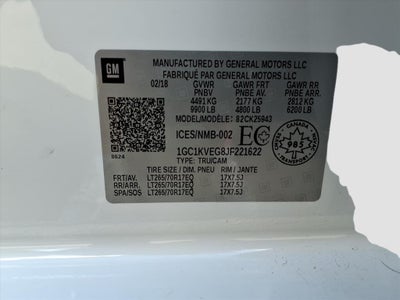 GM
MANUFACTURED BY GENERAL MOTORS LLC
FABRIQUÉ PAR GENERAL MOTORS LLC
02/18 GVWR GAWR FRT GAWR RR
PNBV PNBE AV. PNBE ARR.
4491 KG 2177 KG 2812 KG
9900 LB 4800 LB 6200 LB
MODEL/MODÈLE: 82CK25943
ICES/NMB-002 EC CANADA 985
1GC1KVEG8JF221622
0624 TYPE: TRU/CAM
TIRE SIZE / DIM. PNEU RIM / JANTE
FRT/AV. LT265/70R17EQ 17X7.5J
RR/ARR. LT265/70R17EQ 17X7.5J
SPA/SOS LT265/70R17EQ 17X7.5J